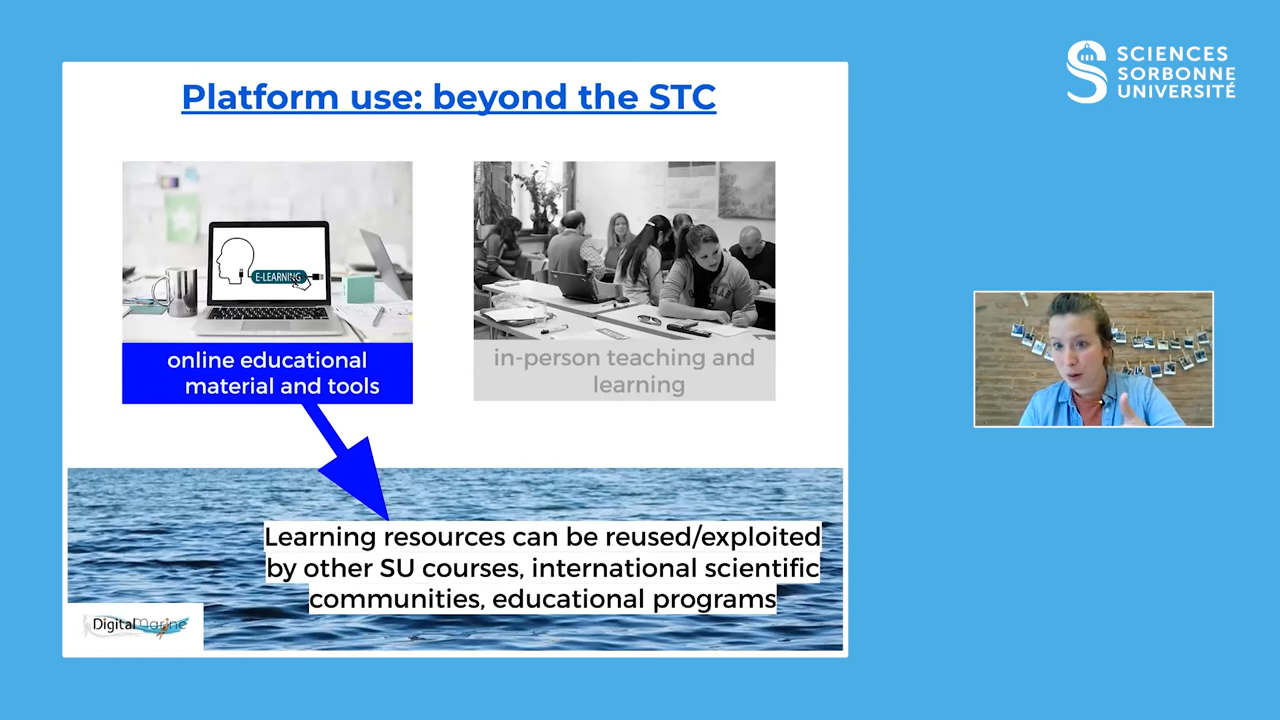 SCIENCES
SORBONNE
UNIVERSITÉ
Platform use: beyond the STC
E-LEARNING
online educational
material and tools
in-person teaching and
learning
Learning resources can be reused/exploited
by other SU courses, international scientific
communities, educational programs
DigitalMarine